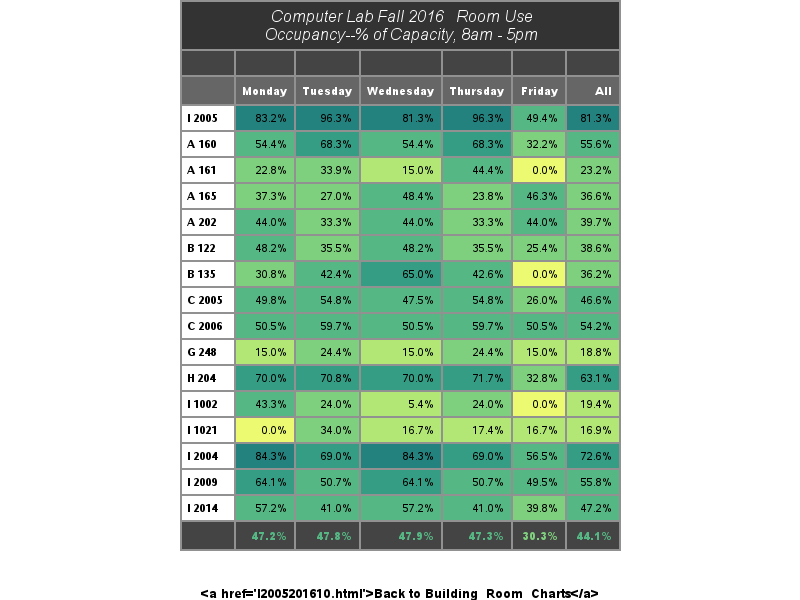 Computer Lab Fall 2016 Room Use
Occupancy--% of Capacity, 8am - 5pm
Monday Tuesday Wednesday Thursday Friday All
I 2005 83.2% 96.3% 81.3% 96.3% 49.4% 81.3%
A 160 54.4% 68.3% 54.4% 68.3% 32.2% 55.6%
A 161 22.8% 33.9% 15.0% 44.4% 0.0% 23.2%
A 165 37.3% 27.0% 48.4% 23.8% 46.3% 36.6%
A 202 44.0% 33.3% 44.0% 33.3% 44.0% 39.7%
B 122 48.2% 35.5% 48.2% 35.5% 25.4% 38.6%
B 135 30.8% 42.4% 65.0% 42.6% 0.0% 36.2%
C 2005 49.8% 54.8% 47.5% 54.8% 26.0% 46.6%
C 2006 50.5% 59.7% 50.5% 59.7% 50.5% 54.2%
G 248 15.0% 24.4% 15.0% 24.4% 15.0% 18.8%
H 204 70.0% 70.8% 70.0% 71.7% 32.8% 63.1%
I 1002 43.3% 24.0% 5.4% 24.0% 0.0% 19.4%
I 1021 0.0% 34.0% 16.7% 17.4% 16.7% 16.9%
I 2004 84.3% 69.0% 84.3% 69.0% 56.5% 72.6%
I 2009 64.1% 50.7% 64.1% 50.7% 49.5% 55.8%
I 2014 57.2% 41.0% 57.2% 41.0% 39.8% 47.2%
47.2% 47.8% 47.9% 47.3% 30.3% 44.1%
<a href='I2005201610.html'>Back to Building Room Charts</a>